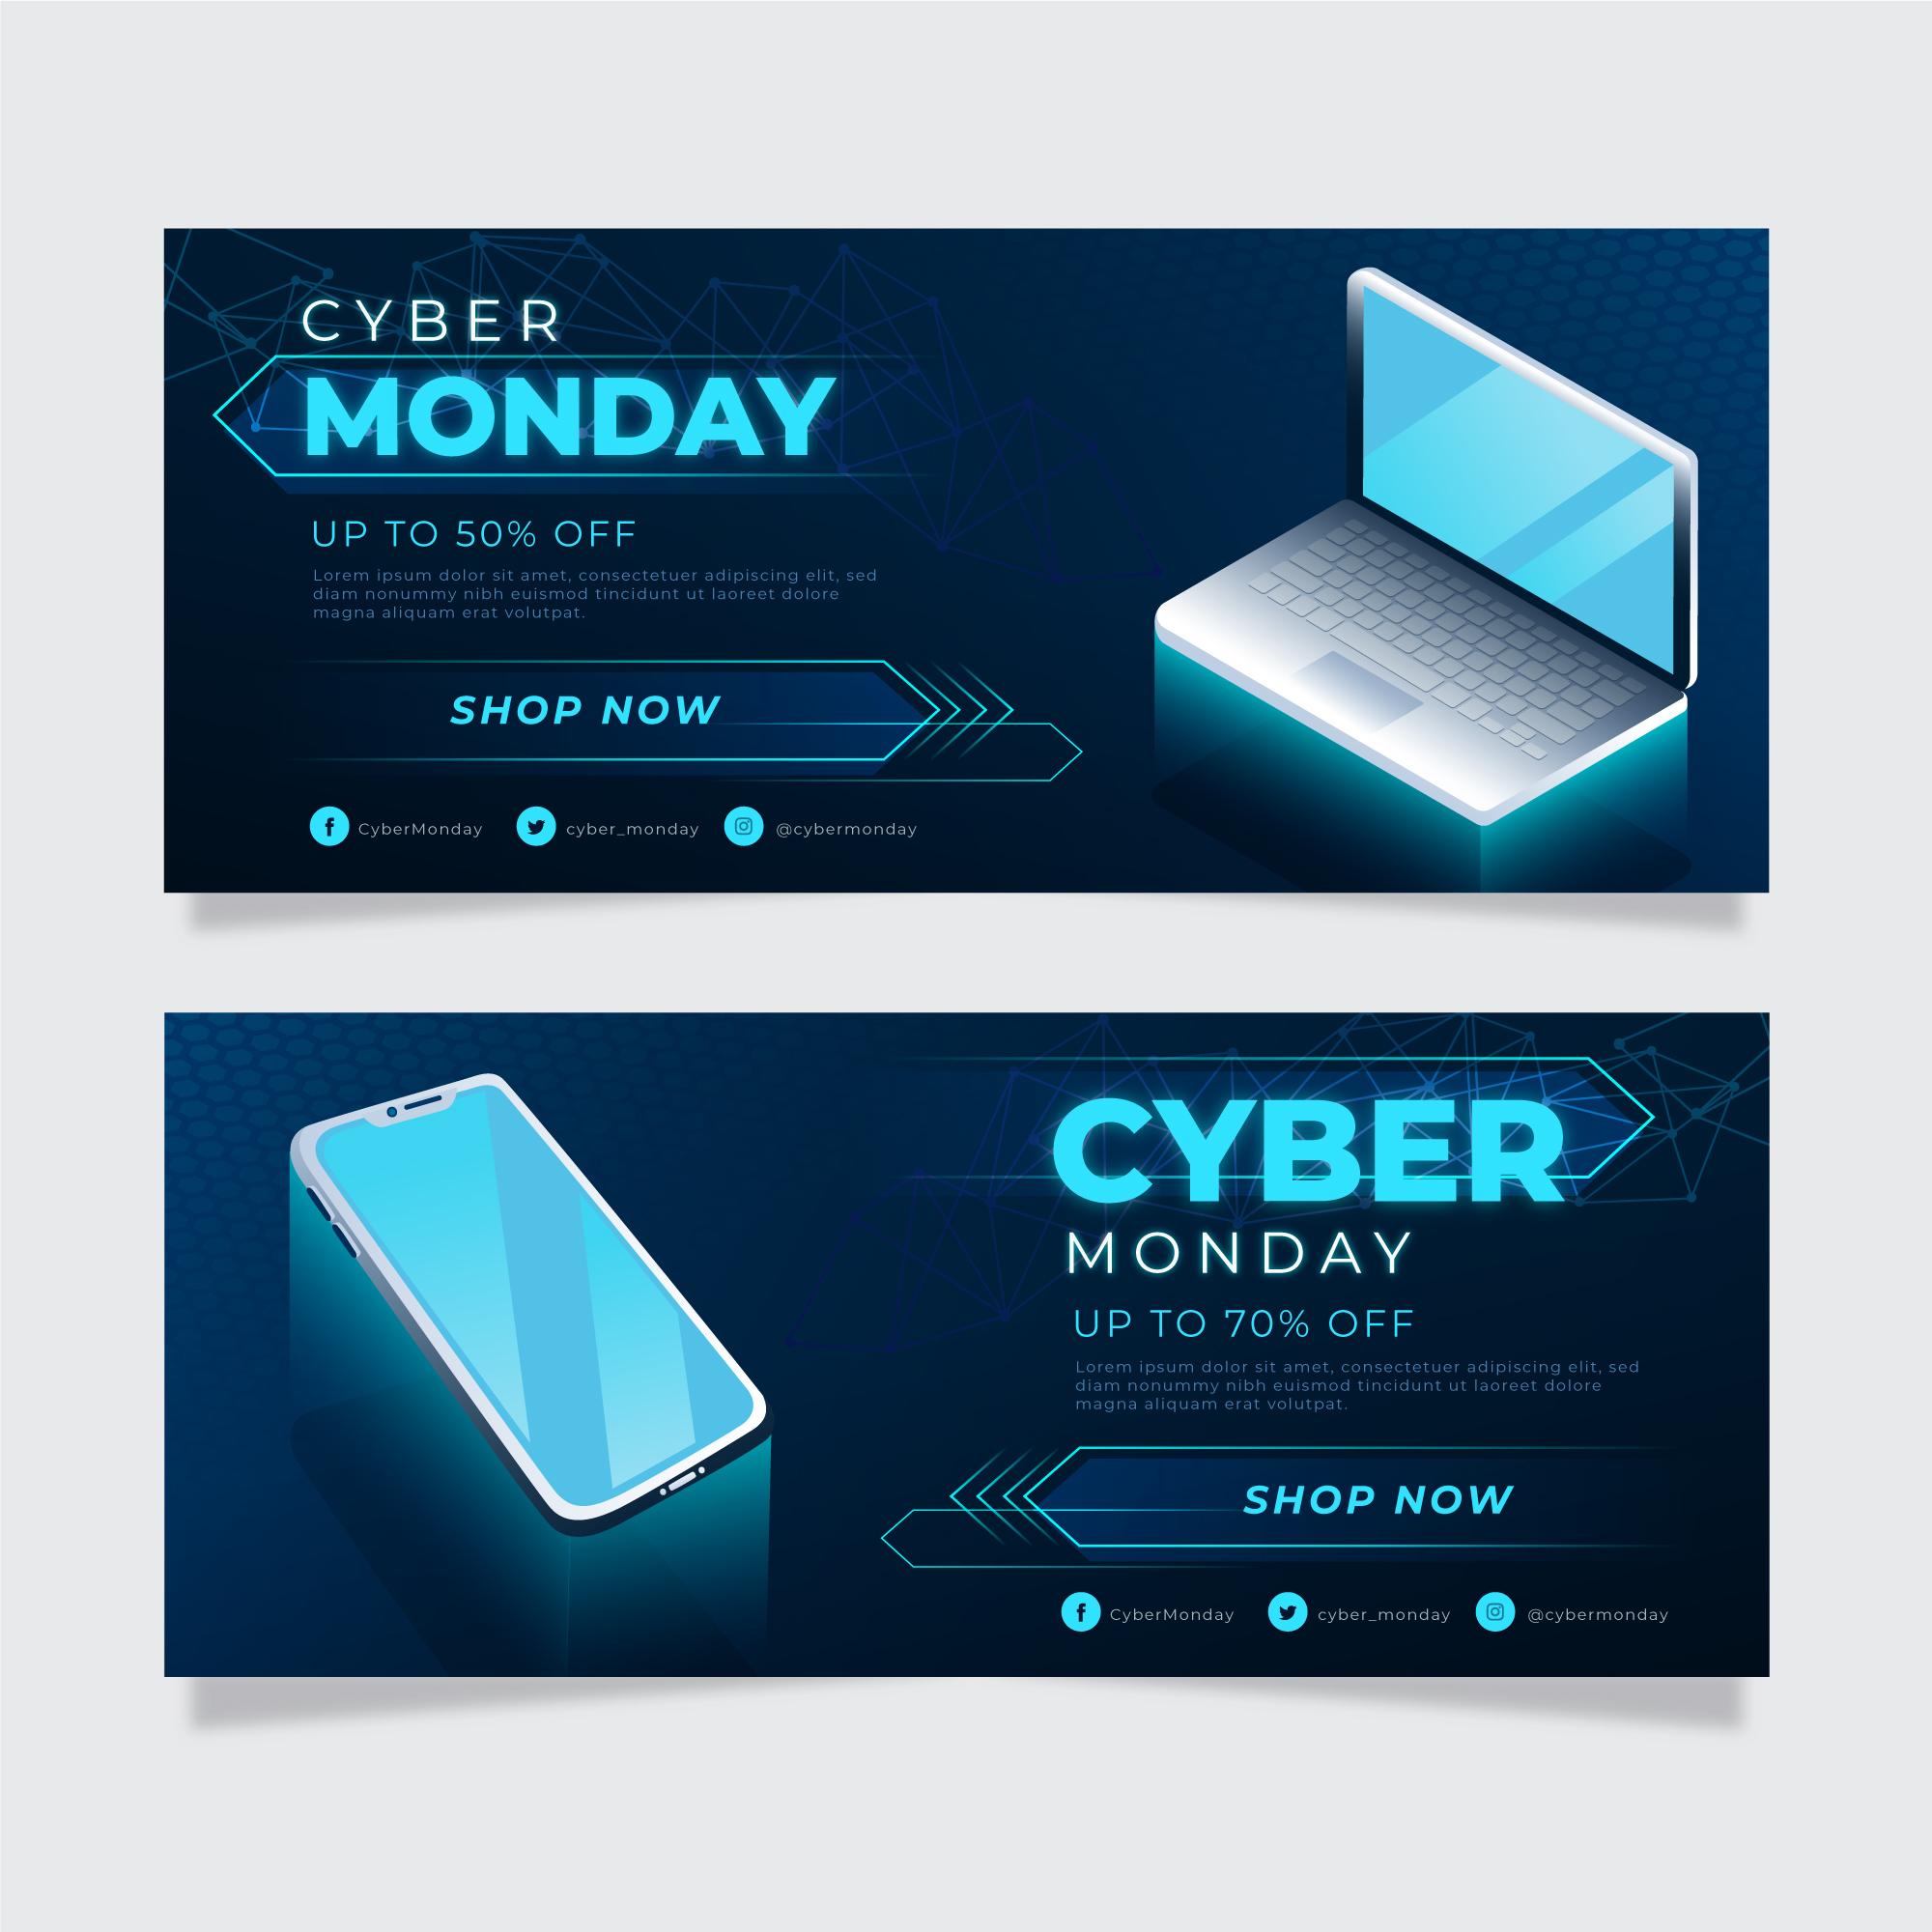 CYBER
MONDAY
UP TO 50% OFF
Lorem ipsum dolor sit amet, consectetuer adipiscing elit, sed
diam nonummy nibh euismod tincidunt ut laoreet dolore
magna aliquam erat volutpat.
SHOP NOW
CyberMonday cyber_monday @cybermonday
CYBER
MONDAY
UP TO 70% OFF
Lorem ipsum dolor sit amet, consectetuer adipiscing elit, sed
diam nonummy nibh euismod tincidunt ut laoreet dolore
magna aliquam erat volutpat.
SHOP NOW
CyberMonday cyber_monday @cybermonday